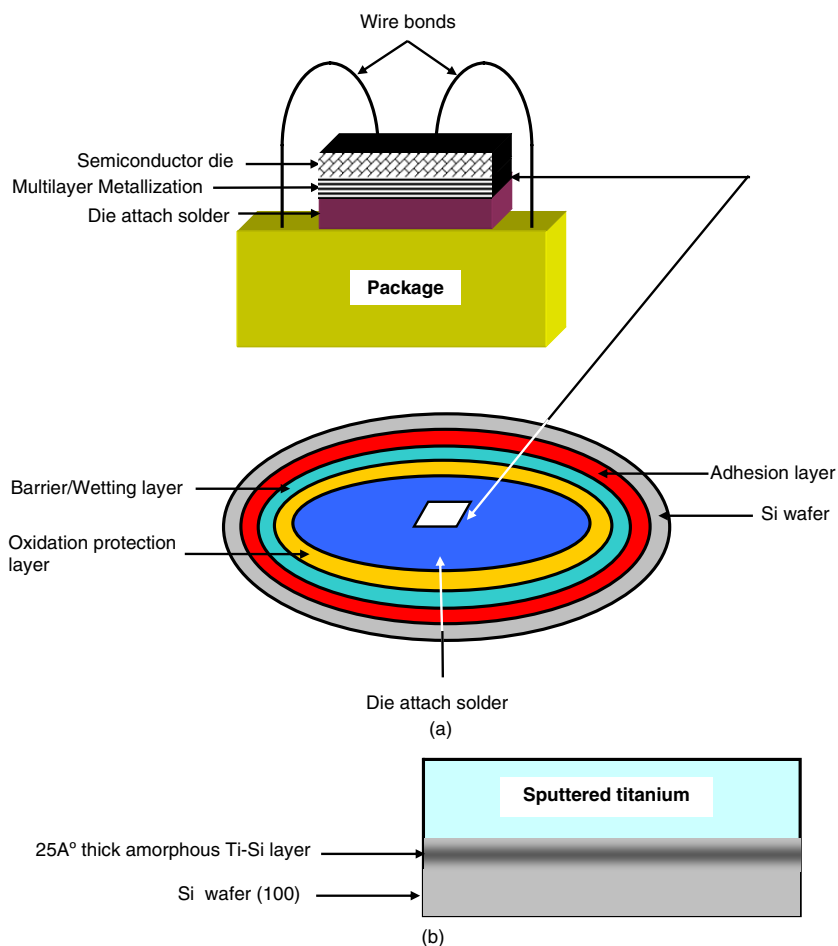 Wire bonds
Semiconductor die
Multilayer Metallization
Die attach solder
Package
Barrier/Wetting layer
Adhesion layer
Si wafer
Oxidation protection
layer
Die attach solder
(a)
Sputtered titanium
25Aº thick amorphous Ti-Si layer
Si wafer (100)
(b)